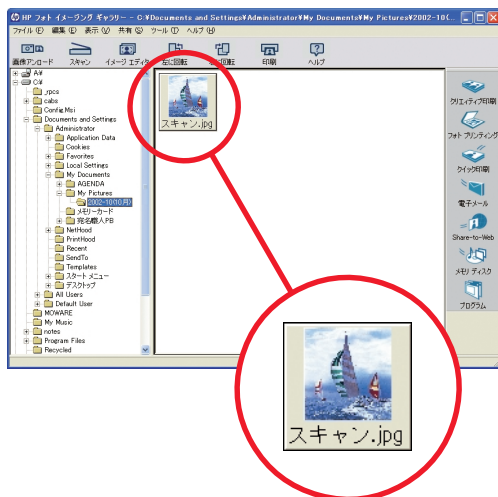 HP フォト イメージング ギャラリー - C:¥Documents and Settings¥Administrator¥My Documents¥My Pictures¥2002-10(...
ファイル(F) 編集(E) 表示(V) 共有(S) ツール(T) ヘルプ(H)
画像アンロード スキャン イメージ エディタ 左に回転 に回転 印刷 ヘルプ
A¥
C¥
_rpcs
cabs
Config.Msi
Documents and Settings
Administrator
Application Data
Cookies
Favorites
Local Settings
My Documents
AGENDA
My Pictures
2002-10(10月)
メモリーカード
宛名職人PB
NetHood
PrintHood
Recent
SendTo
Templates
スタート メニュー
デスクトップ
All Users
Default User
MOWARE
My Music
notes
Program Files
Recycled
スキャン.jpg
クリエイティブ印刷
フォト プリンティング
クイック印刷
電子メール
Share-to-Web
メモリ ディスク
プログラム
スキャン.jpg